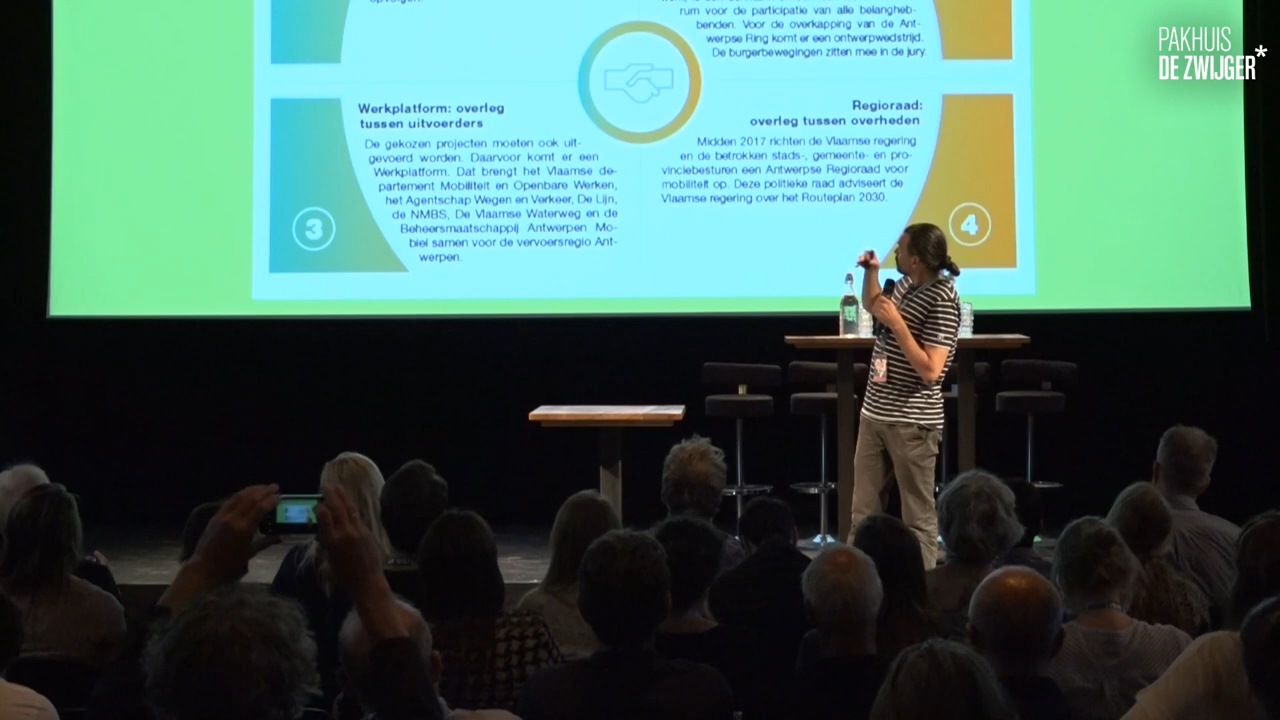 PAKHUIS
DE ZWIJGER*
rum voor de participatie van alle belangheb-
benden. Voor de overkapping van de Ant-
werpse Ring komt er een ontwerpwedstrijd.
De burgerbewegingen zitten mee in de jury.
Werkplatform: overleg
tussen uitvoerders
De gekozen projecten moeten ook uit-
gevoerd worden. Daarvoor komt er een
Werkplatform. Dat brengt het Vlaamse de-
partement Mobiliteit en Openbare Werken,
het Agentschap Wegen en Verkeer, De Lijn,
de NMBS, De Vlaamse Waterweg en de
Beheersmaatschappij Antwerpen Mo-
biel samen voor de vervoersregio Ant-
werpen.
3
Regioraad:
overleg tussen overheden
Midden 2017 richten de Vlaamse regering
en de betrokken stads-, gemeente- en pro-
vinciebesturen een Antwerpse Regioraad voor
mobiliteit op. Deze politieke raad adviseert de
Vlaamse regering over het Routeplan 2030.
4